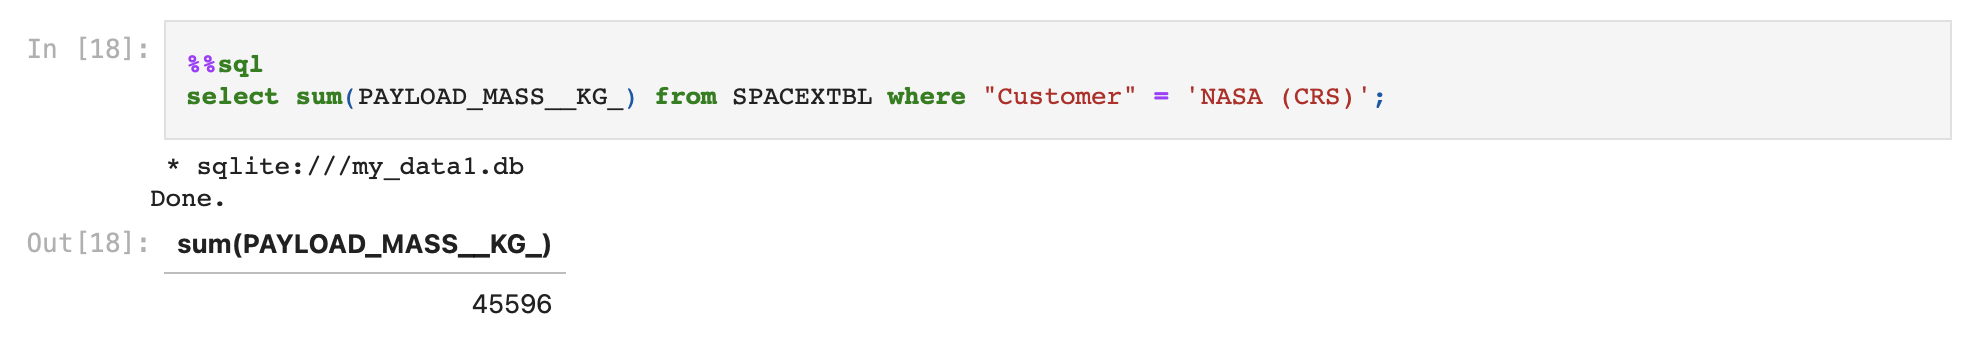 In [18]:
%%sql
select sum(PAYLOAD_MASS__KG_) from SPACEXTBL where "Customer" = 'NASA (CRS)';
* sqlite:///my_data1.db
Done.
Out[18]:
sum(PAYLOAD_MASS__KG_)
45596